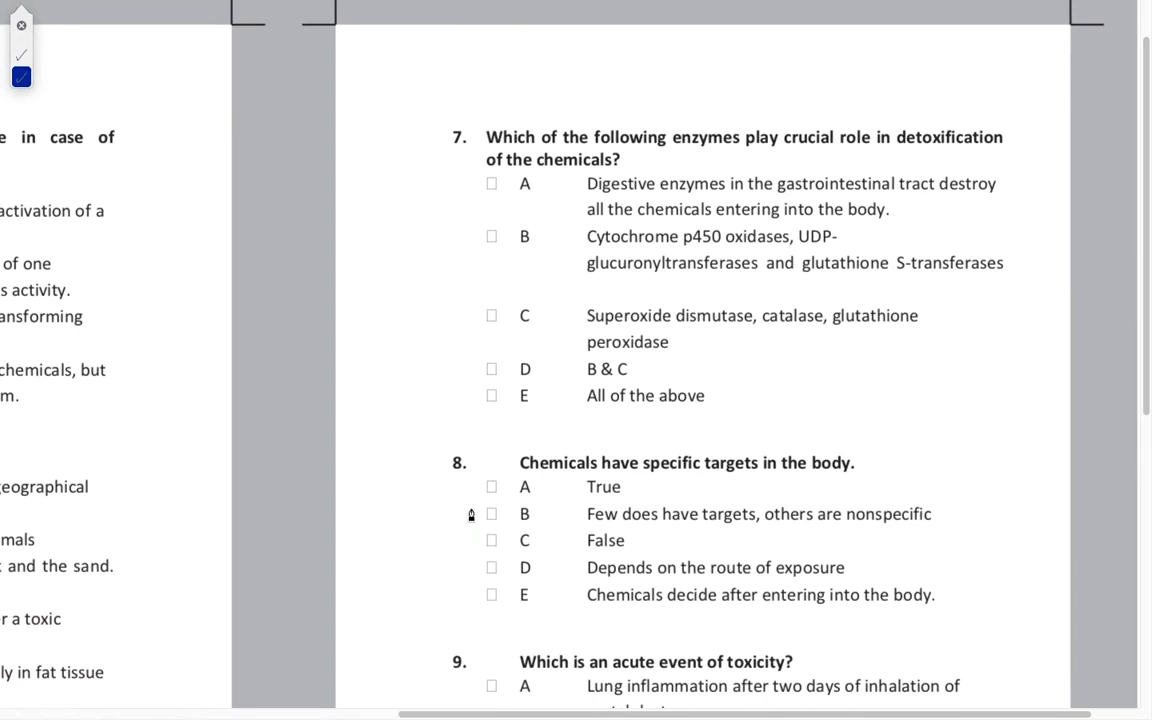 e in case of
activation of a
of one
s activity.
ansforming
chemicals, but
m.
eographical
mals
and the sand.
r a toxic
ly in fat tissue
7. Which of the following enzymes play crucial role in detoxification
of the chemicals?
A Digestive enzymes in the gastrointestinal tract destroy
all the chemicals entering into the body.
B Cytochrome p450 oxidases, UDP-
glucuronyltransferases and glutathione S-transferases
C Superoxide dismutase, catalase, glutathione
peroxidase
D B & C
E All of the above
8. Chemicals have specific targets in the body.
A True
B Few does have targets, others are nonspecific
C False
D Depends on the route of exposure
E Chemicals decide after entering into the body.
9. Which is an acute event of toxicity?
A Lung inflammation after two days of inhalation of